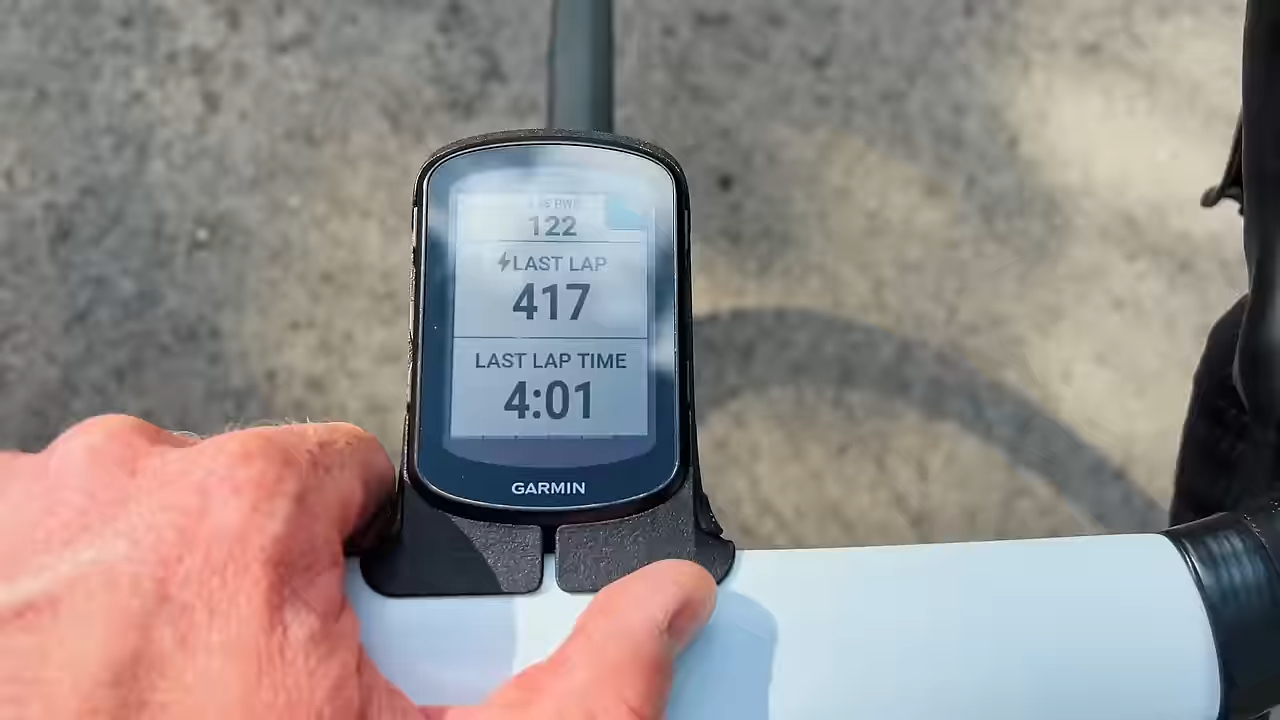 122
LAST LAP
417
LAST LAP TIME
4:01
GARMIN